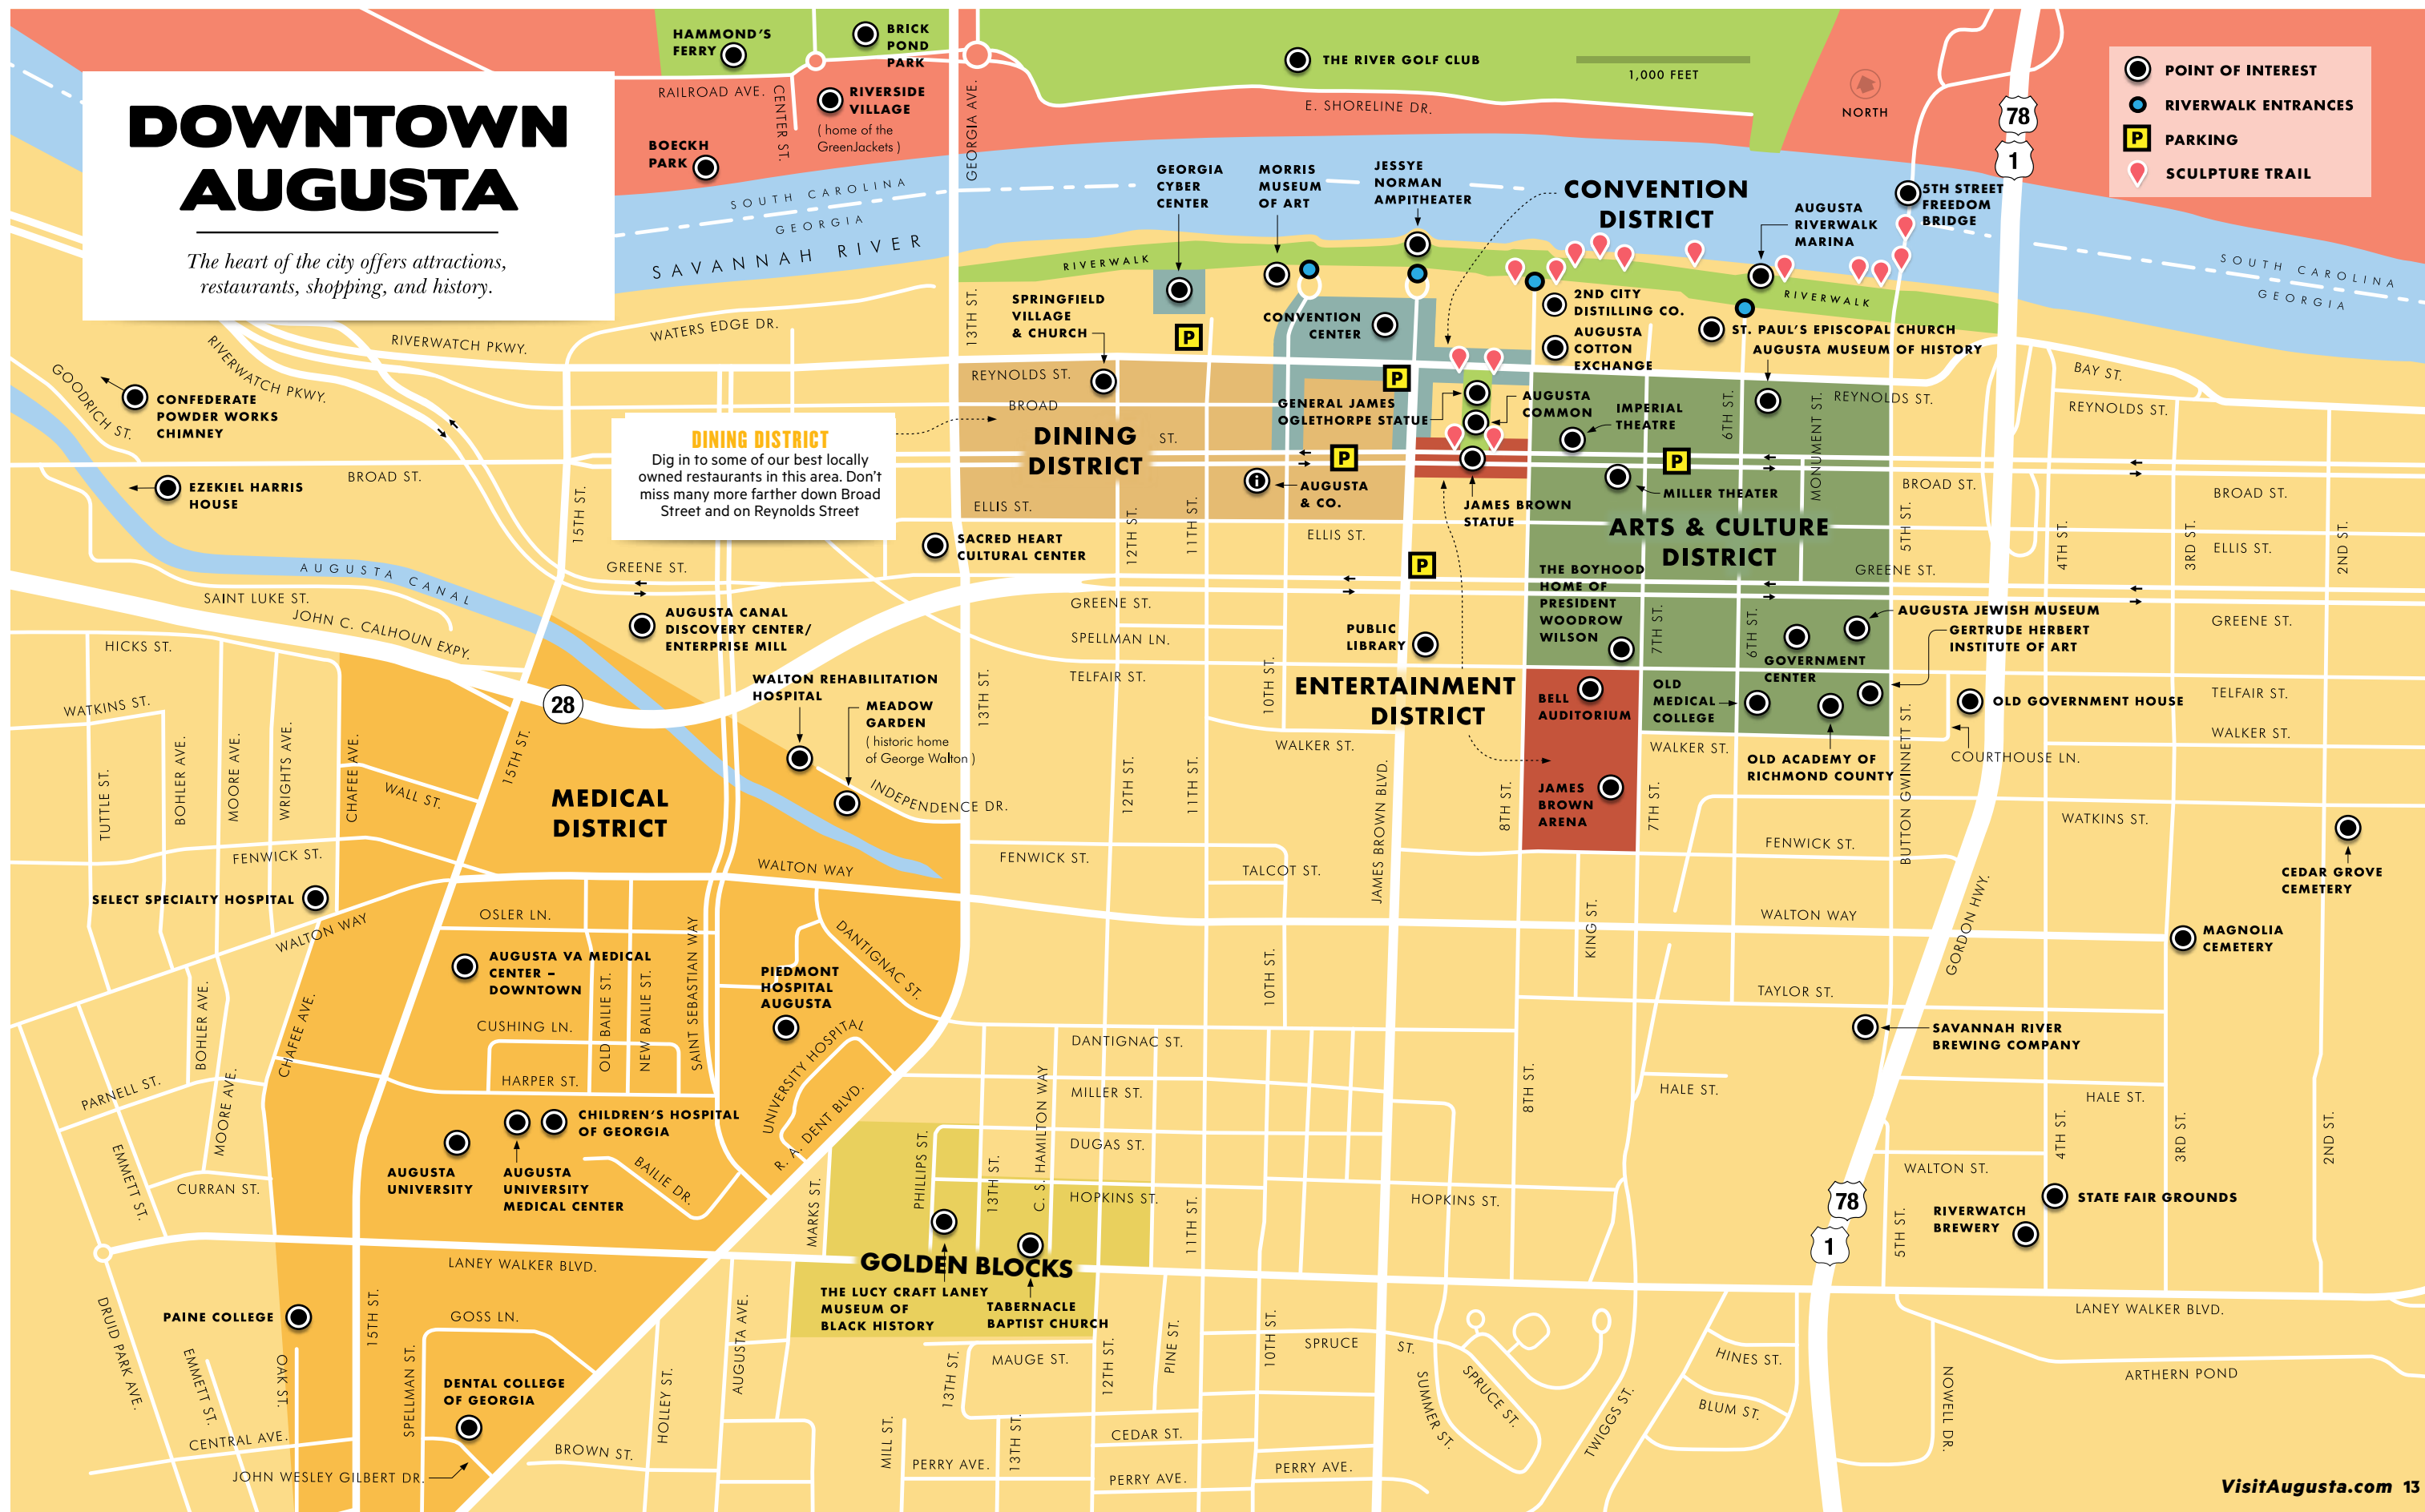 DOWNTOWN
AUGUSTA
The heart of the city offers attractions,
restaurants, shopping, and history.
HAMMOND'S
FERRY
BRICK
POND
PARK
RAILROAD AVE.
CENTER ST.
RIVERSIDE
VILLAGE
( home of the
GreenJackets )
BOECKH
PARK
GEORGIA AVE.
THE RIVER GOLF CLUB
1,000 FEET
E. SHORELINE DR.
NORTH
78
1
POINT OF INTEREST
RIVERWALK ENTRANCES
P
PARKING
SCULPTURE TRAIL
SOUTH CAROLINA
GEORGIA
SAVANNAH RIVER
GEORGIA
CYBER
CENTER
MORRIS
MUSEUM
OF ART
JESSYE
NORMAN
AMPITHEATER
CONVENTION
DISTRICT
AUGUSTA
RIVERWALK
MARINA
5TH STREET
FREEDOM
BRIDGE
SOUTH CAROLINA
GEORGIA
RIVERWALK
RIVERWALK
13TH ST.
SPRINGFIELD
VILLAGE
& CHURCH
P
CONVENTION
CENTER
2ND CITY
DISTILLING CO.
AUGUSTA
COTTON
EXCHANGE
ST. PAUL'S EPISCOPAL CHURCH
AUGUSTA MUSEUM OF HISTORY
WATERS EDGE DR.
RIVERWATCH PKWY.
RIVERWATCH PKWY.
GOODRICH ST.
CONFEDERATE
POWDER WORKS
CHIMNEY
EZEKIEL HARRIS
HOUSE
BROAD ST.
15TH ST.
DINING DISTRICT
Dig in to some of our best locally
owned restaurants in this area. Don't
miss many more farther down Broad
Street and on Reynolds Street
REYNOLDS ST.
BROAD
ST.
DINING
DISTRICT
ELLIS ST.
P
GENERAL JAMES
OGLETHORPE STATUE
AUGUSTA
COMMON
IMPERIAL
THEATRE
6TH ST.
MONUMENT ST.
REYNOLDS ST.
BAY ST.
REYNOLDS ST.
P
P
i
AUGUSTA
& CO.
JAMES BROWN
STATUE
MILLER THEATER
BROAD ST.
BROAD ST.
ARTS & CULTURE
DISTRICT
5TH ST.
4TH ST.
3RD ST.
2ND ST.
ELLIS ST.
ELLIS ST.
12TH ST.
11TH ST.
SACRED HEART
CULTURAL CENTER
AUGUSTA CANAL
GREENE ST.
P
THE BOYHOOD
HOME OF
PRESIDENT
WOODROW
WILSON
GREENE ST.
SAINT LUKE ST.
JOHN C. CALHOUN EXPY.
AUGUSTA CANAL
DISCOVERY CENTER/
ENTERPRISE MILL
GREENE ST.
SPELLMAN LN.
TELFAIR ST.
PUBLIC
LIBRARY
7TH ST.
6TH ST.
AUGUSTA JEWISH MUSEUM
GERTRUDE HERBERT
INSTITUTE OF ART
GOVERNMENT
CENTER
GREENE ST.
HICKS ST.
WATKINS ST.
28
WALTON REHABILITATION
HOSPITAL
MEADOW
GARDEN
( historic home
of George Walton )
13TH ST.
10TH ST.
ENTERTAINMENT
DISTRICT
BELL
AUDITORIUM
OLD
MEDICAL
COLLEGE
OLD GOVERNMENT HOUSE
TELFAIR ST.
WALKER ST.
WALKER ST.
WALKER ST.
OLD ACADEMY OF
RICHMOND COUNTY
COURTHOUSE LN.
BUTTON GWINNETT ST.
TUTTLE ST.
BOHLER AVE.
MOORE AVE.
WRIGHTS AVE.
CHAFEE AVE.
WALL ST.
15TH ST.
MEDICAL
DISTRICT
INDEPENDENCE DR.
12TH ST.
11TH ST.
JAMES BROWN BLVD.
8TH ST.
JAMES
BROWN
ARENA
7TH ST.
WATKINS ST.
FENWICK ST.
FENWICK ST.
FENWICK ST.
TALCOT ST.
WALTON WAY
CEDAR GROVE
CEMETERY
SELECT SPECIALTY HOSPITAL
WALTON WAY
OSLER LN.
DANTIGNAC ST.
KING ST.
WALTON WAY
GORDON HWY.
MAGNOLIA
CEMETERY
AUGUSTA VA MEDICAL
CENTER –
DOWNTOWN
OLD BAILIE ST.
NEW BAILIE ST.
SAINT SEBASTIAN WAY
PIEDMONT
HOSPITAL
AUGUSTA
10TH ST.
TAYLOR ST.
BOHLER AVE.
CHAFEE AVE.
CUSHING LN.
UNIVERSITY HOSPITAL
DANTIGNAC ST.
SAVANNAH RIVER
BREWING COMPANY
PARNELL ST.
MOORE AVE.
HARPER ST.
R. A. DENT BLVD.
C. S. HAMILTON WAY
MILLER ST.
8TH ST.
HALE ST.
HALE ST.
EMMETT ST.
CHILDREN'S HOSPITAL
OF GEORGIA
AUGUSTA
UNIVERSITY
AUGUSTA
UNIVERSITY
MEDICAL CENTER
BAILIE DR.
PHILLIPS ST.
13TH ST.
DUGAS ST.
4TH ST.
3RD ST.
2ND ST.
WALTON ST.
CURRAN ST.
MARKS ST.
HOPKINS ST.
11TH ST.
HOPKINS ST.
78
1
5TH ST.
STATE FAIR GROUNDS
RIVERWATCH
BREWERY
LANEY WALKER BLVD.
GOLDEN BLOCKS
THE LUCY CRAFT LANEY
MUSEUM OF
BLACK HISTORY
TABERNACLE
BAPTIST CHURCH
LANEY WALKER BLVD.
DRUID PARK AVE.
PAINE COLLEGE
15TH ST.
GOSS LN.
AUGUSTA AVE.
MAUGE ST.
13TH ST.
12TH ST.
PINE ST.
10TH ST.
SPRUCE
ST.
SPRUCE ST.
SUMMER ST.
TWIGGS ST.
HINES ST.
BLUM ST.
NOWELL DR.
ARTHERN POND
EMMETT ST.
OAK ST.
SPELLMAN ST.
DENTAL COLLEGE
OF GEORGIA
HOLLEY ST.
CENTRAL AVE.
JOHN WESLEY GILBERT DR.
BROWN ST.
MILL ST.
13TH ST.
CEDAR ST.
PERRY AVE.
PERRY AVE.
PERRY AVE.
VisitAugusta.com 13